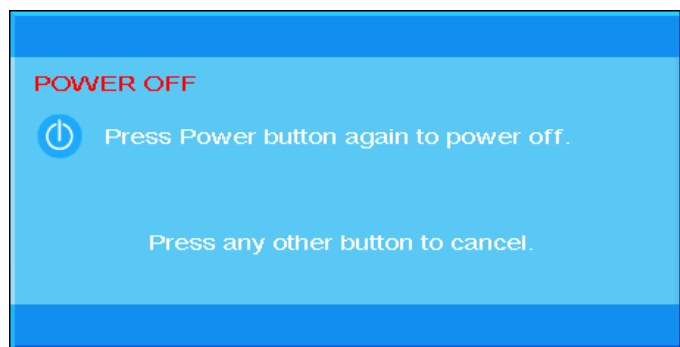 POWER OFF
Press Power button again to power off.
Press any other button to cancel.